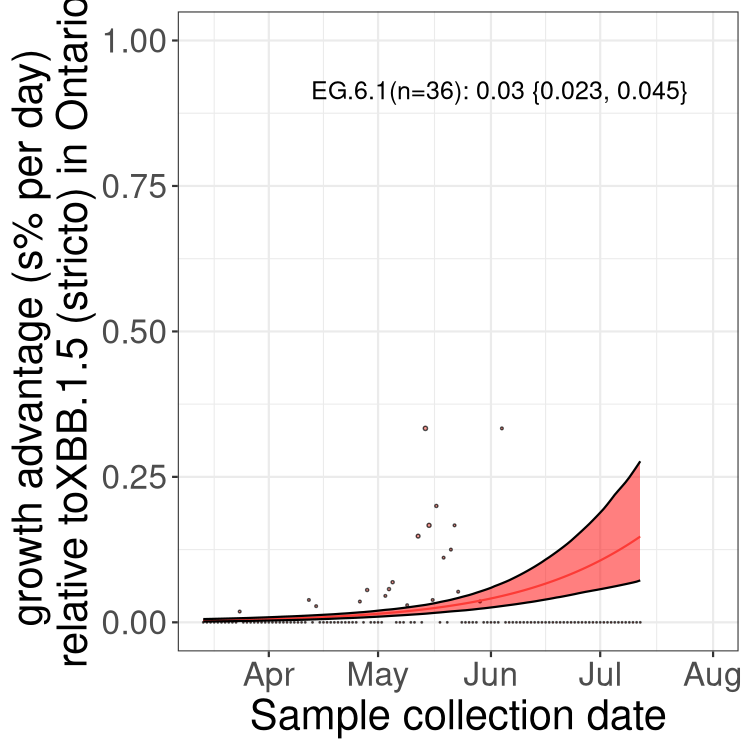 growth advantage (s% per day)
relative toXBB.1.5 (stricto) in Ontario
1.00
0.75
0.50
0.25
0.00
EG.6.1(n=36): 0.03 {0.023, 0.045}
Apr May Jun Jul Aug
Sample collection date